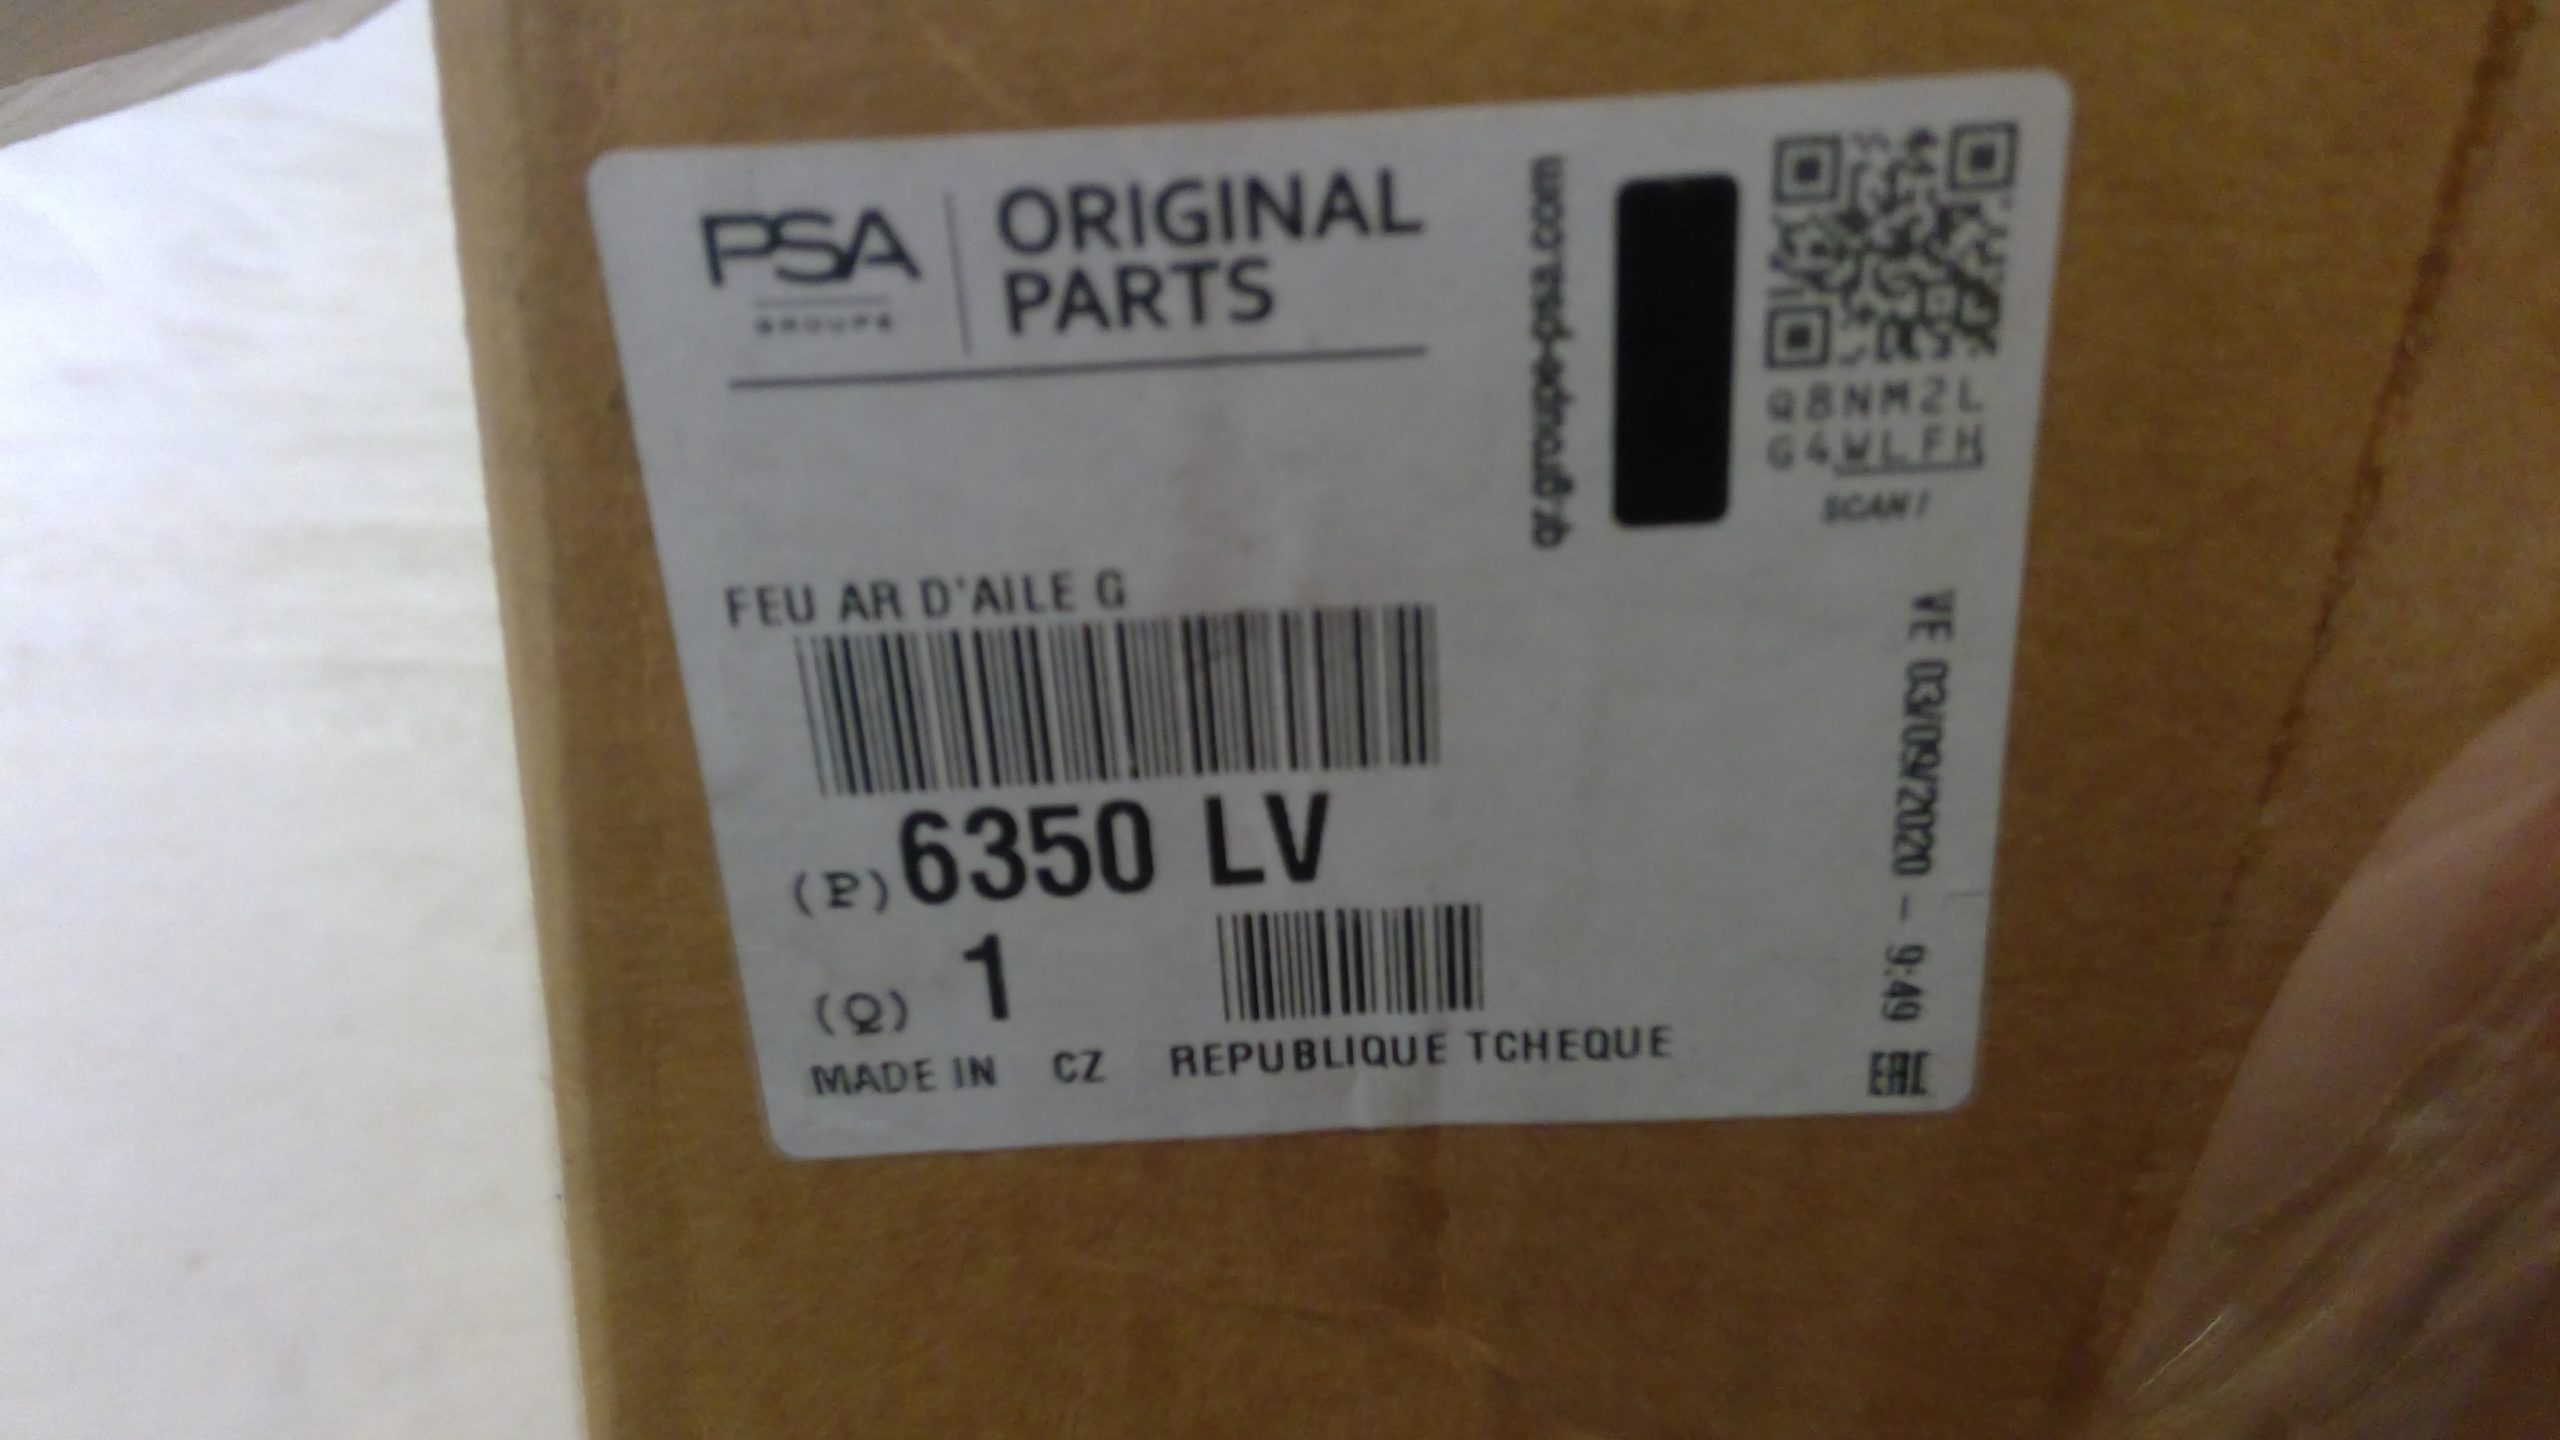 PSA
GROUPE
ORIGINAL
PARTS
qr.groupe-psa.com
Q8NM2L
G4WLFH
SCAN!
FEU AR D'AILE G
(P) 6350 LV
(Q) 1
MADE IN CZ REPUBLIQUE TCHEQUE
VE 03/09/2020 - 9:49
EAC